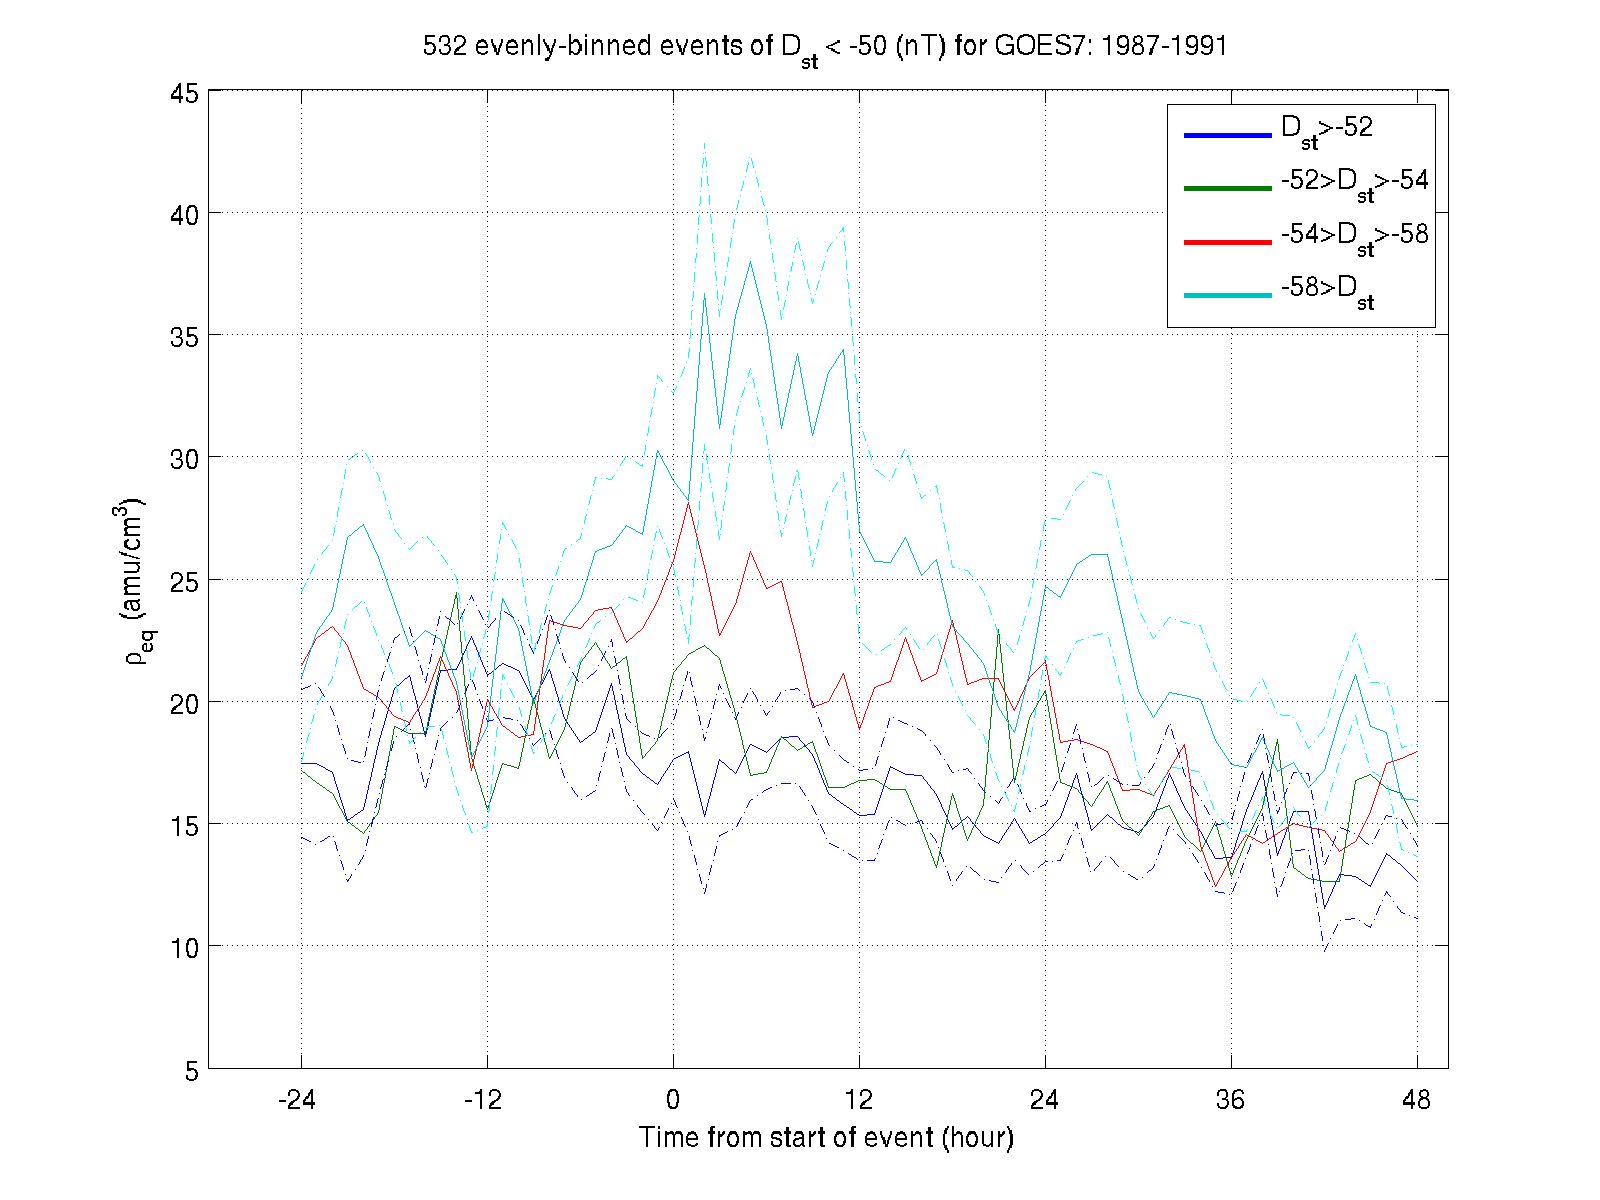 532 evenly-binned events of Dst < -50 (nT) for GOES7: 1987-1991
45
40
35
30
25
20
15
10
5
ρeq (amu/cm3)
Dst>-52
-52>Dst>-54
-54>Dst>-58
-58>Dst
-24 -12 0 12 24 36 48
Time from start of event (hour)